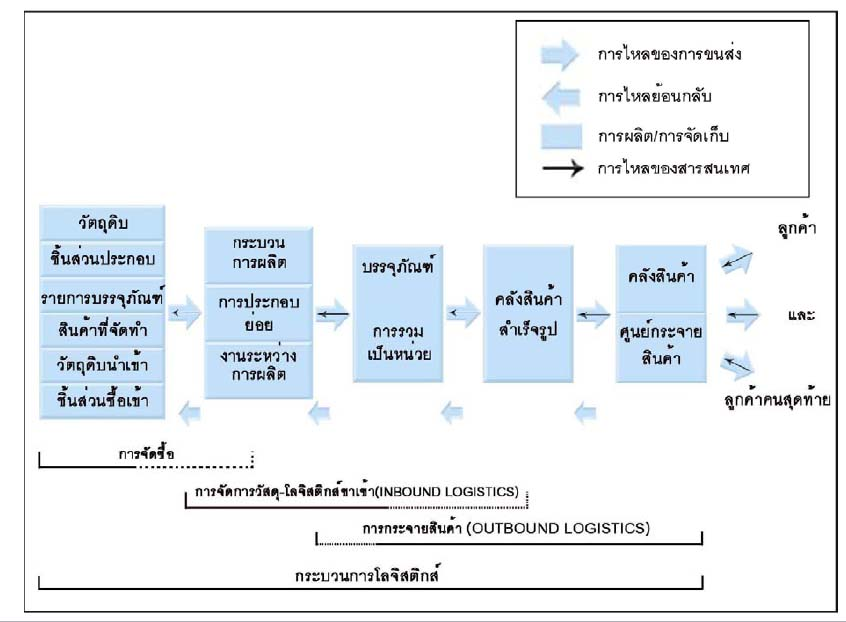 การไหลของการขนส่ง
การไหลย้อนกลับ
การผลิต/การจัดเก็บ
การไหลของสารสนเทศ
วัตถุดิบ
ชิ้นส่วนประกอบ
รายการบรรจุภัณฑ์
สินค้าที่จัดทำ
วัตถุดิบนำเข้า
ชิ้นส่วนซื้อเข้า
กระบวน
การผลิต
การประกอบ
ย่อย
งานระหว่าง
การผลิต
บรรจุภัณฑ์
การรวม
เป็นหน่วย
คลังสินค้า
สำเร็จรูป
คลังสินค้า
ศูนย์กระจาย
สินค้า
ลูกค้า
และ
ลูกค้าคนสุดท้าย
การจัดซื้อ
การจัดการวัสดุ-โลจิสติกส์ขาเข้า(INBOUND LOGISTICS)
การกระจายสินค้า (OUTBOUND LOGISTICS)
กระบวนการโลจิสติกส์